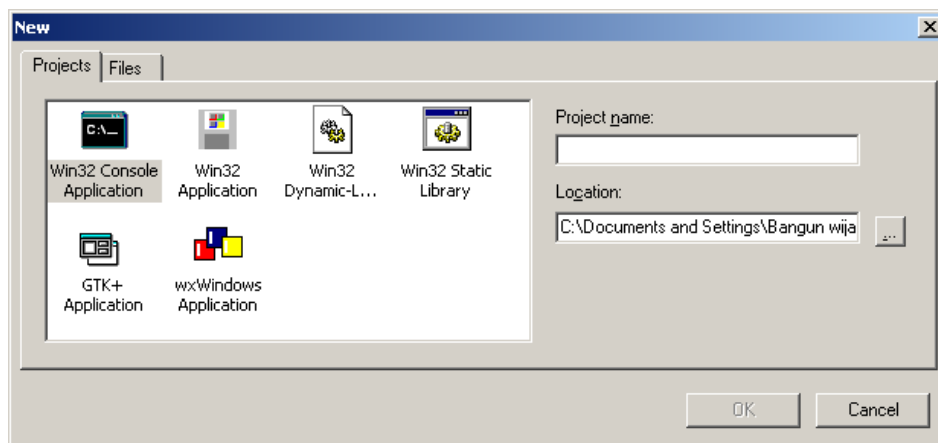 New
Projects
Files
Win32 Console
Application
Win32
Application
Win32
Dynamic-L...
Win32 Static
Library
GTK+
Application
wxWindows
Application
Project name:
Location:
C:\Documents and Settings\Bangun wija
...
OK
Cancel